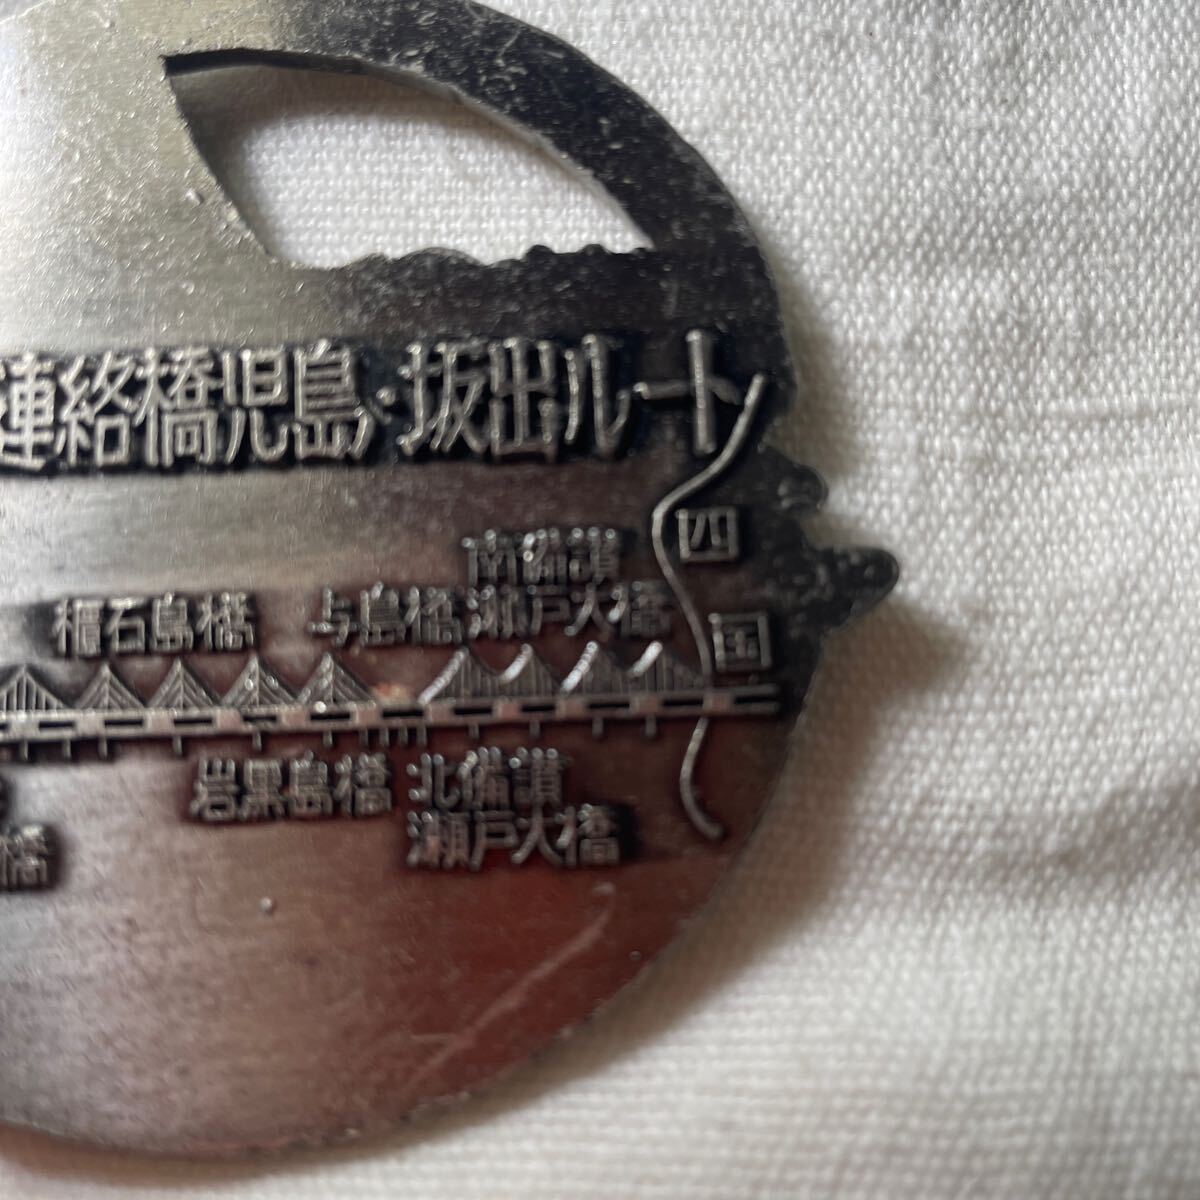 連絡橋児島・坂出ルート
四国
南備讃
瀬戸大橋
櫃石島橋
与島橋
岩黒島橋
北備讃
瀬戸大橋
橋